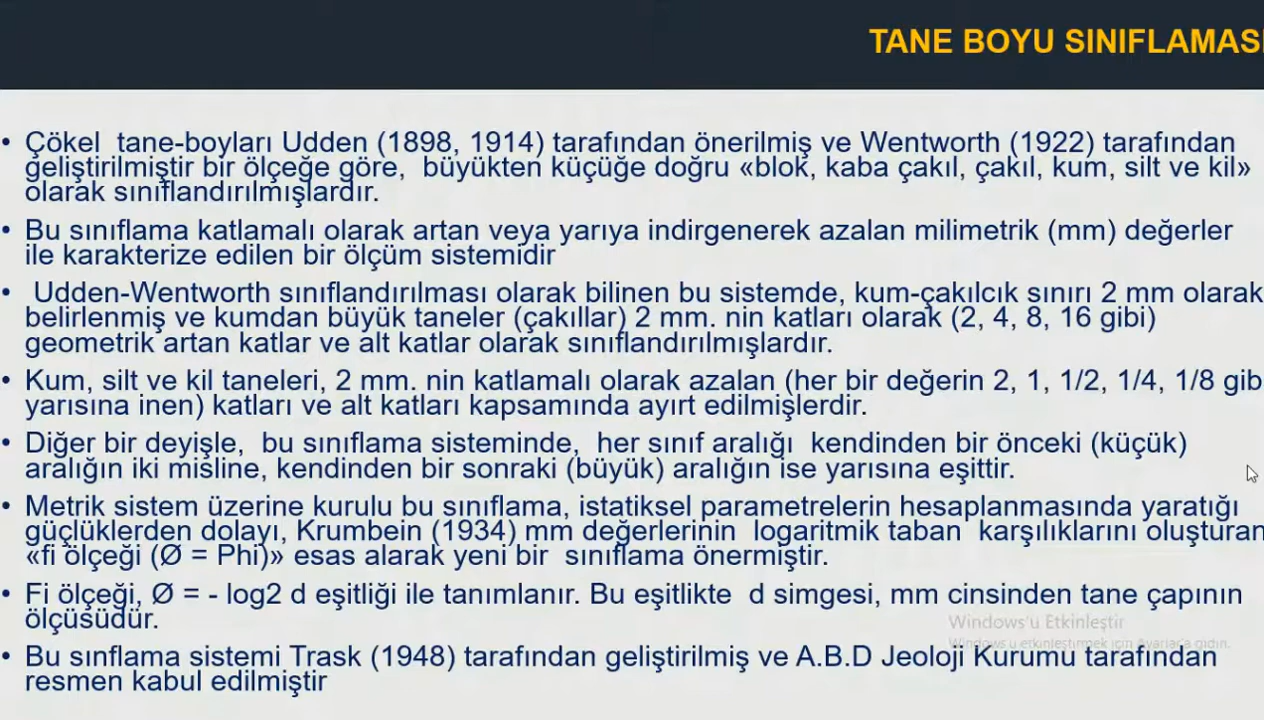 TANE BOYU SINIFLAMASI
• Çökel tane-boyları Udden (1898, 1914) tarafından önerilmiş ve Wentworth (1922) tarafından
geliştirilmiştir bir ölçeğe göre, büyükten küçüğe doğru «blok, kaba çakıl, çakıl, kum, silt ve kil»
olarak sınıflandırılmışlardır.
• Bu sınıflama katlamalı olarak artan veya yarıya indirgenerek azalan milimetrik (mm) değerler
ile karakterize edilen bir ölçüm sistemidir
• Udden-Wentworth sınıflandırılması olarak bilinen bu sistemde, kum-çakılcık sınırı 2 mm olarak
belirlenmiş ve kumdan büyük taneler (çakıllar) 2 mm. nin katları olarak (2, 4, 8, 16 gibi)
geometrik artan katlar ve alt katlar olarak sınıflandırılmışlardır.
• Kum, silt ve kil taneleri, 2 mm. nin katlamalı olarak azalan (her bir değerin 2, 1, 1/2, 1/4, 1/8 gib
yarısına inen) katları ve alt katları kapsamında ayırt edilmişlerdir.
• Diğer bir deyişle, bu sınıflama sisteminde, her sınıf aralığı kendinden bir önceki (küçük)
aralığın iki misline, kendinden bir sonraki (büyük) aralığın ise yarısına eşittir.
• Metrik sistem üzerine kurulu bu sınıflama, istatiksel parametrelerin hesaplanmasında yaratığı
güçlüklerden dolayı, Krumbein (1934) mm değerlerinin logaritmik taban karşılıklarını oluşturan
«fi ölçeği (Ø = Phi)» esas alarak yeni bir sınıflama önermiştir.
• Fi ölçeği, Ø = - log2 d eşitliği ile tanımlanır. Bu eşitlikte d simgesi, mm cinsinden tane çapının
ölçüsüdür.
Windows'u Etkinleştir
Windows'u etkinleştirmek için Ayarlar'a gidin.
• Bu sınflama sistemi Trask (1948) tarafından geliştirilmiş ve A.B.D Jeoloji Kurumu tarafından
resmen kabul edilmiştir